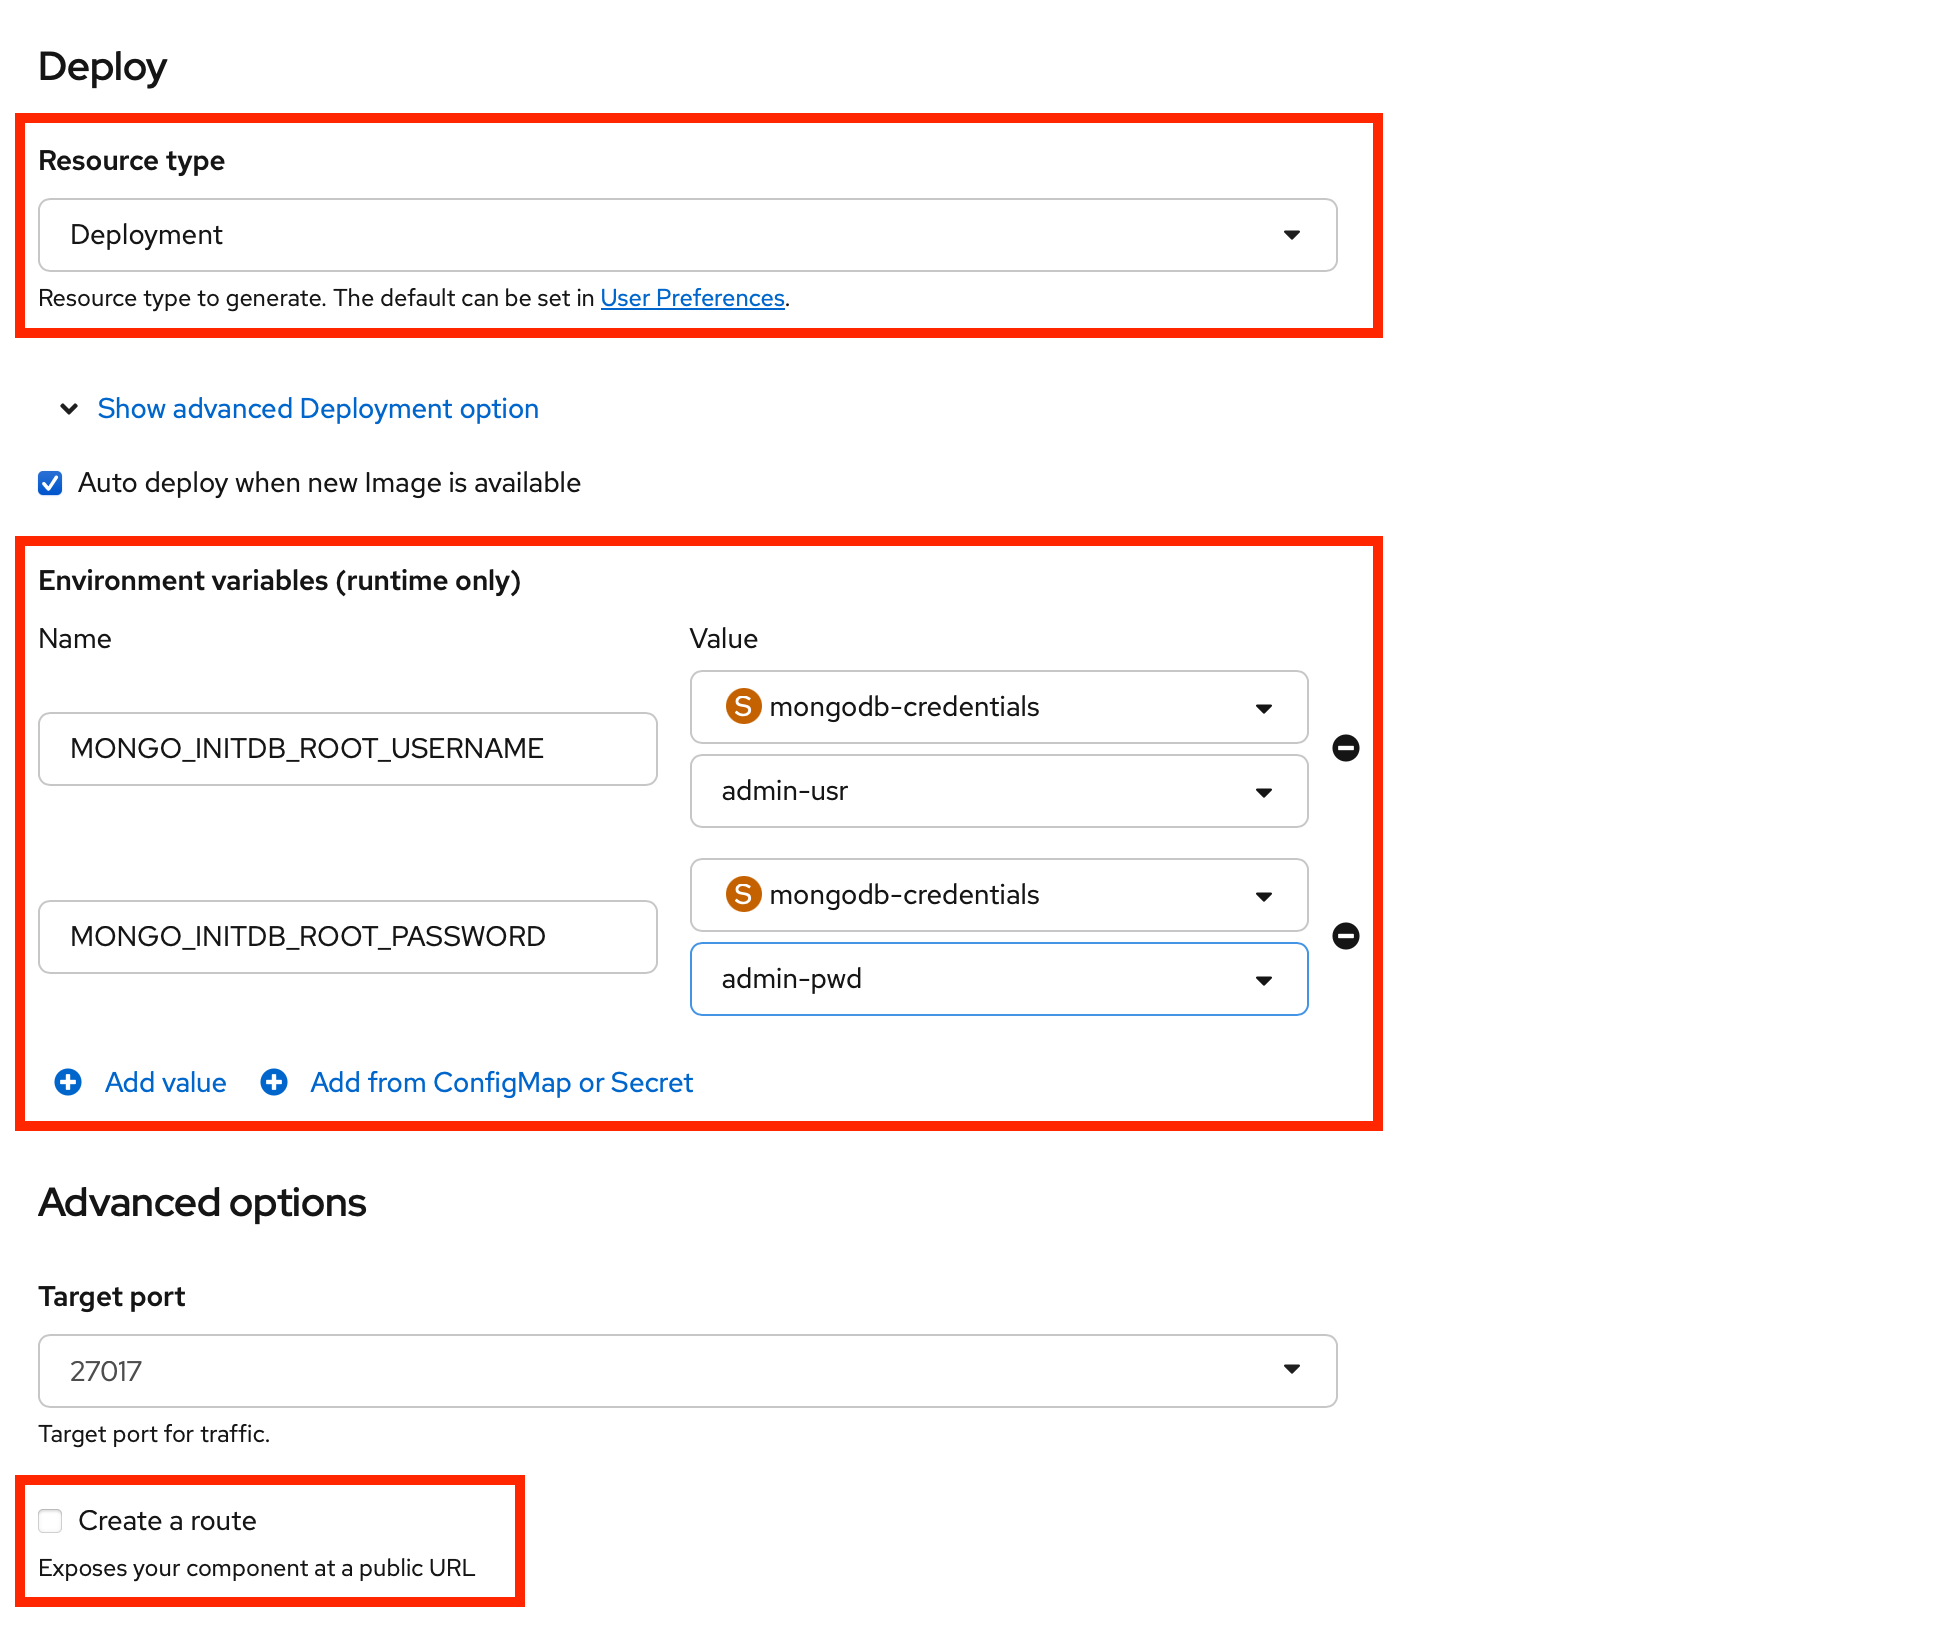 Deploy
Resource type
Deployment
Resource type to generate. The default can be set in User Preferences.
Show advanced Deployment option
Auto deploy when new Image is available
Environment variables (runtime only)
Name Value
S mongodb-credentials
MONGO_INITDB_ROOT_USERNAME
admin-usr
S mongodb-credentials
MONGO_INITDB_ROOT_PASSWORD
admin-pwd
Add value Add from ConfigMap or Secret
Advanced options
Target port
27017
Target port for traffic.
Create a route
Exposes your component at a public URL